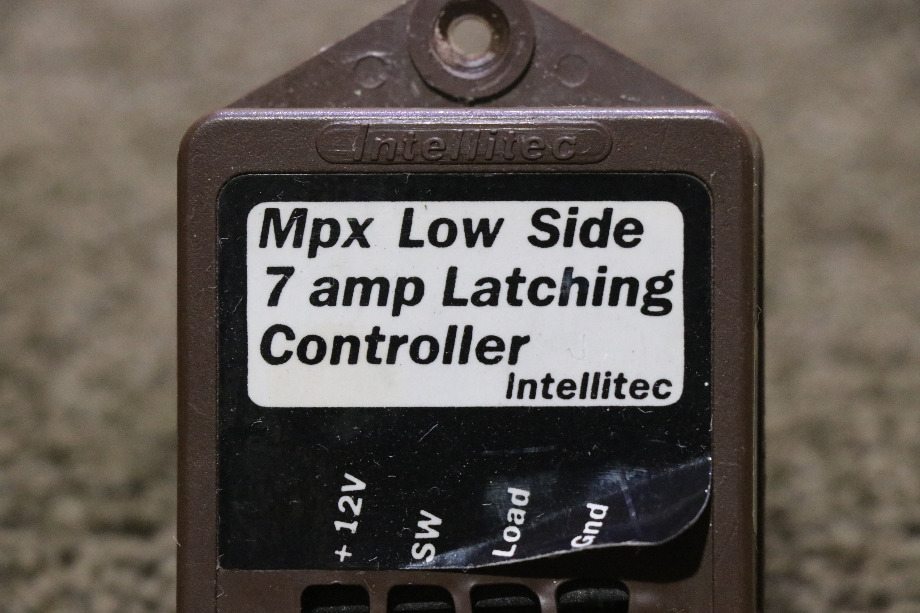 Intellitec
Mpx Low Side
7 amp Latching
Controller
Intellitec
+12V
SW
Load
Gnd